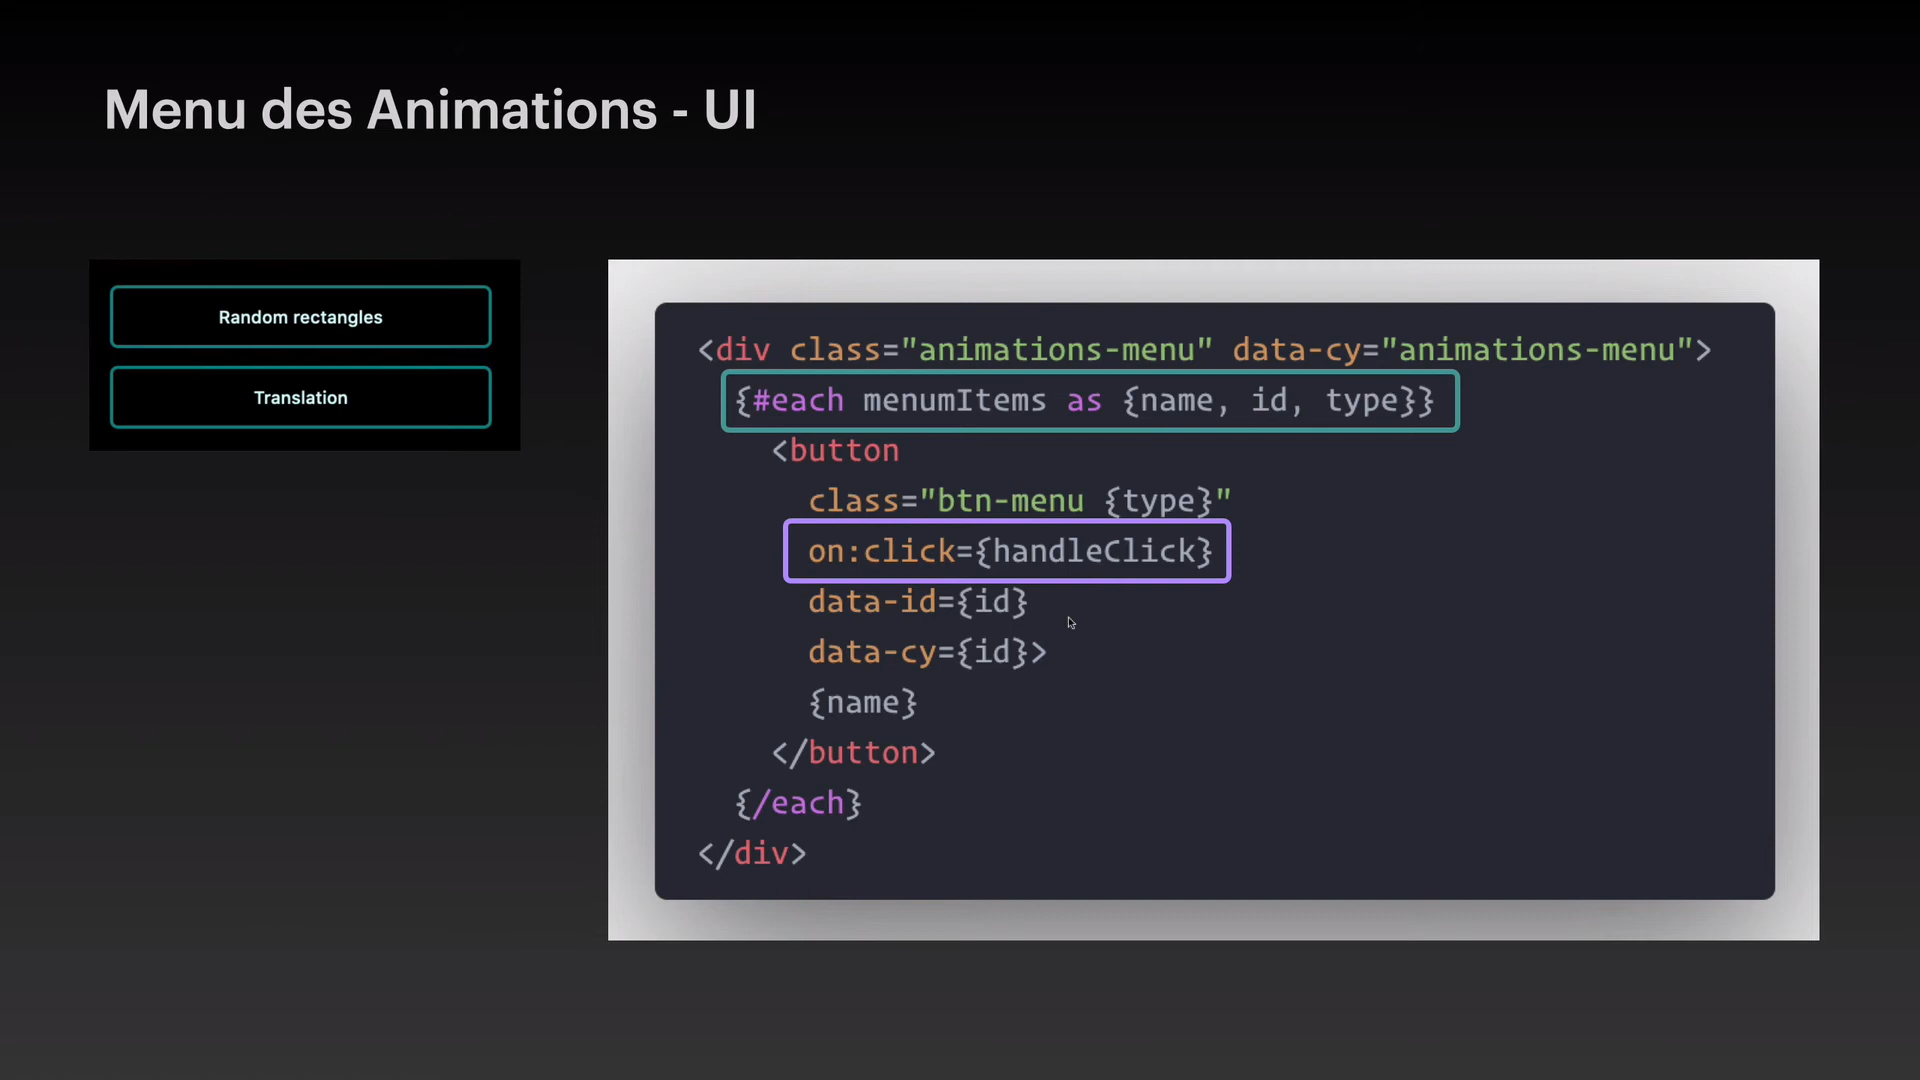 Menu des Animations - UI
Random rectangles
Translation
<div class="animations-menu" data-cy="animations-menu">
{#each menumItems as {name, id, type}}
<button
class="btn-menu {type}"
on:click={handleClick}
data-id={id}
data-cy={id}>
{name}
</button>
{/each}
</div>